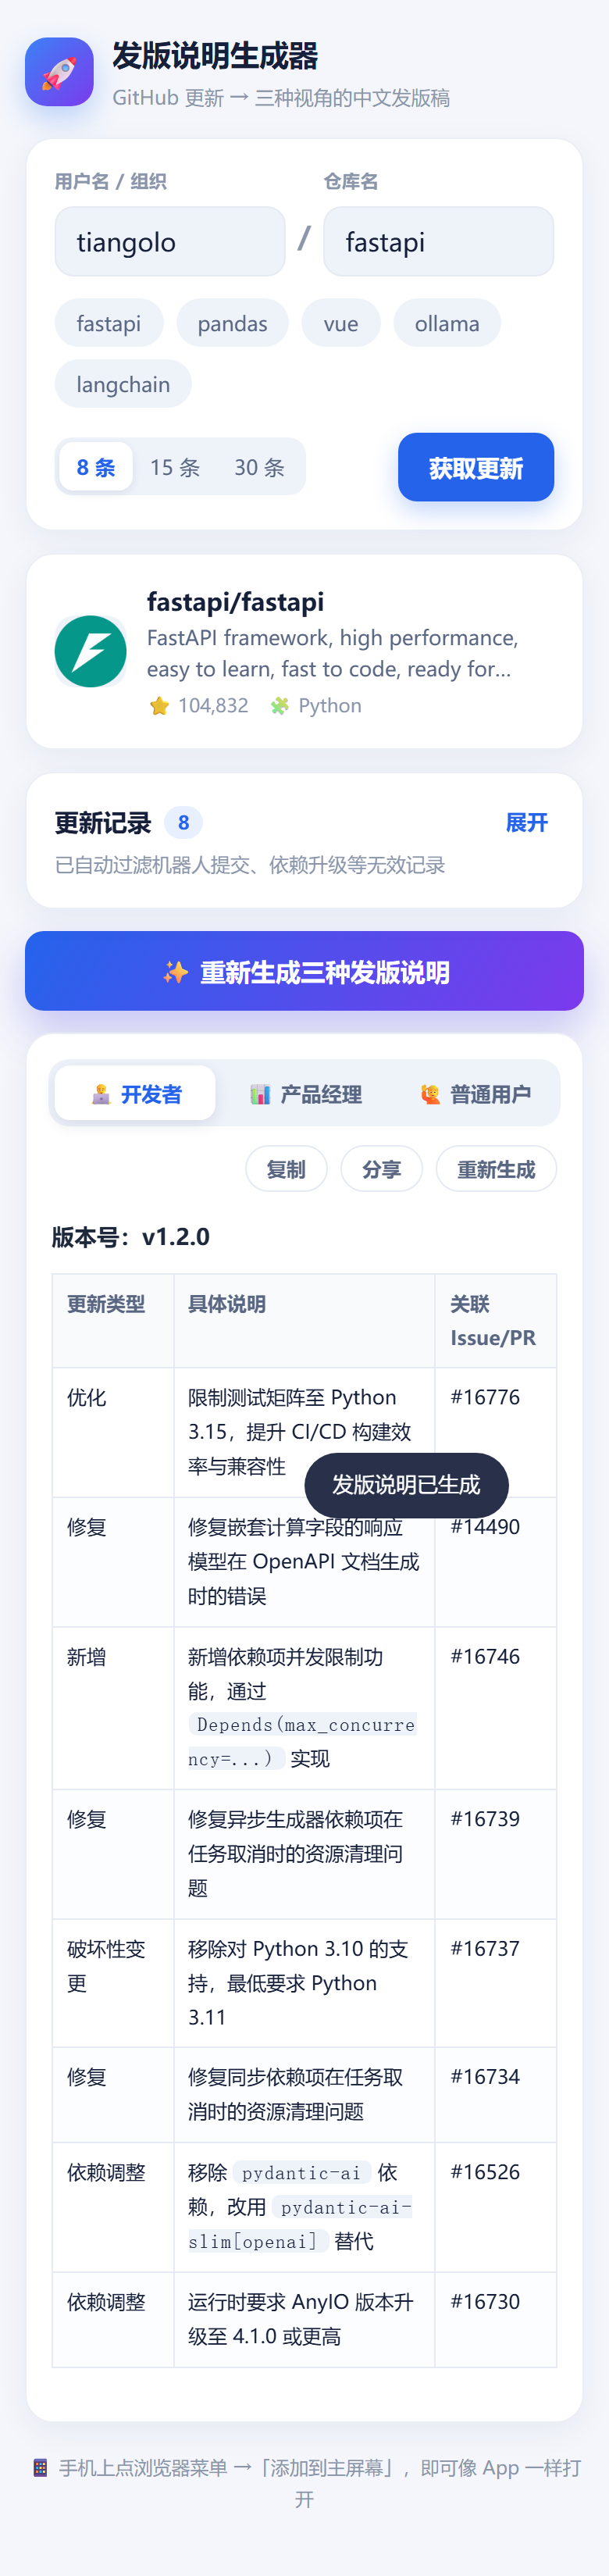 发版说明生成器
GitHub 更新 → 三种视角的中文发版稿
用户名 / 组织
仓库名
tiangolo
/
fastapi
fastapi
pandas
vue
ollama
langchain
8 条
15 条
30 条
获取更新
fastapi/fastapi
FastAPI framework, high performance,
easy to learn, fast to code, ready for...
⭐ 104,832
🧩 Python
更新记录
8
展开
已自动过滤机器人提交、依赖升级等无效记录
✨ 重新生成三种发版说明
开发者
📊 产品经理
普通用户
复制
分享
重新生成
版本号：v1.2.0
更新类型
具体说明
关联
Issue/PR
优化
限制测试矩阵至 Python
3.15，提升 CI/CD 构建效
率与兼容性
#16776
发版说明已生成
修复
修复嵌套计算字段的响应
模型在 OpenAPI 文档生成
时的错误
#14490
新增
新增依赖项并发限制功
能，通过
Depends(max_concurre
ncy=...) 实现
#16746
修复
修复异步生成器依赖项在
任务取消时的资源清理问
题
#16739
破坏性变
更
移除对 Python 3.10 的支
持，最低要求 Python
3.11
#16737
修复
修复同步依赖项在任务取
消时的资源清理问题
#16734
依赖调整
移除 pydantic-ai 依
赖，改用 pydantic-ai-
slim[openai] 替代
#16526
依赖调整
运行时要求 AnyIO 版本升
级至 4.1.0 或更高
#16730
📱 手机上点浏览器菜单 →「添加到主屏幕」，即可像 App 一样打
开